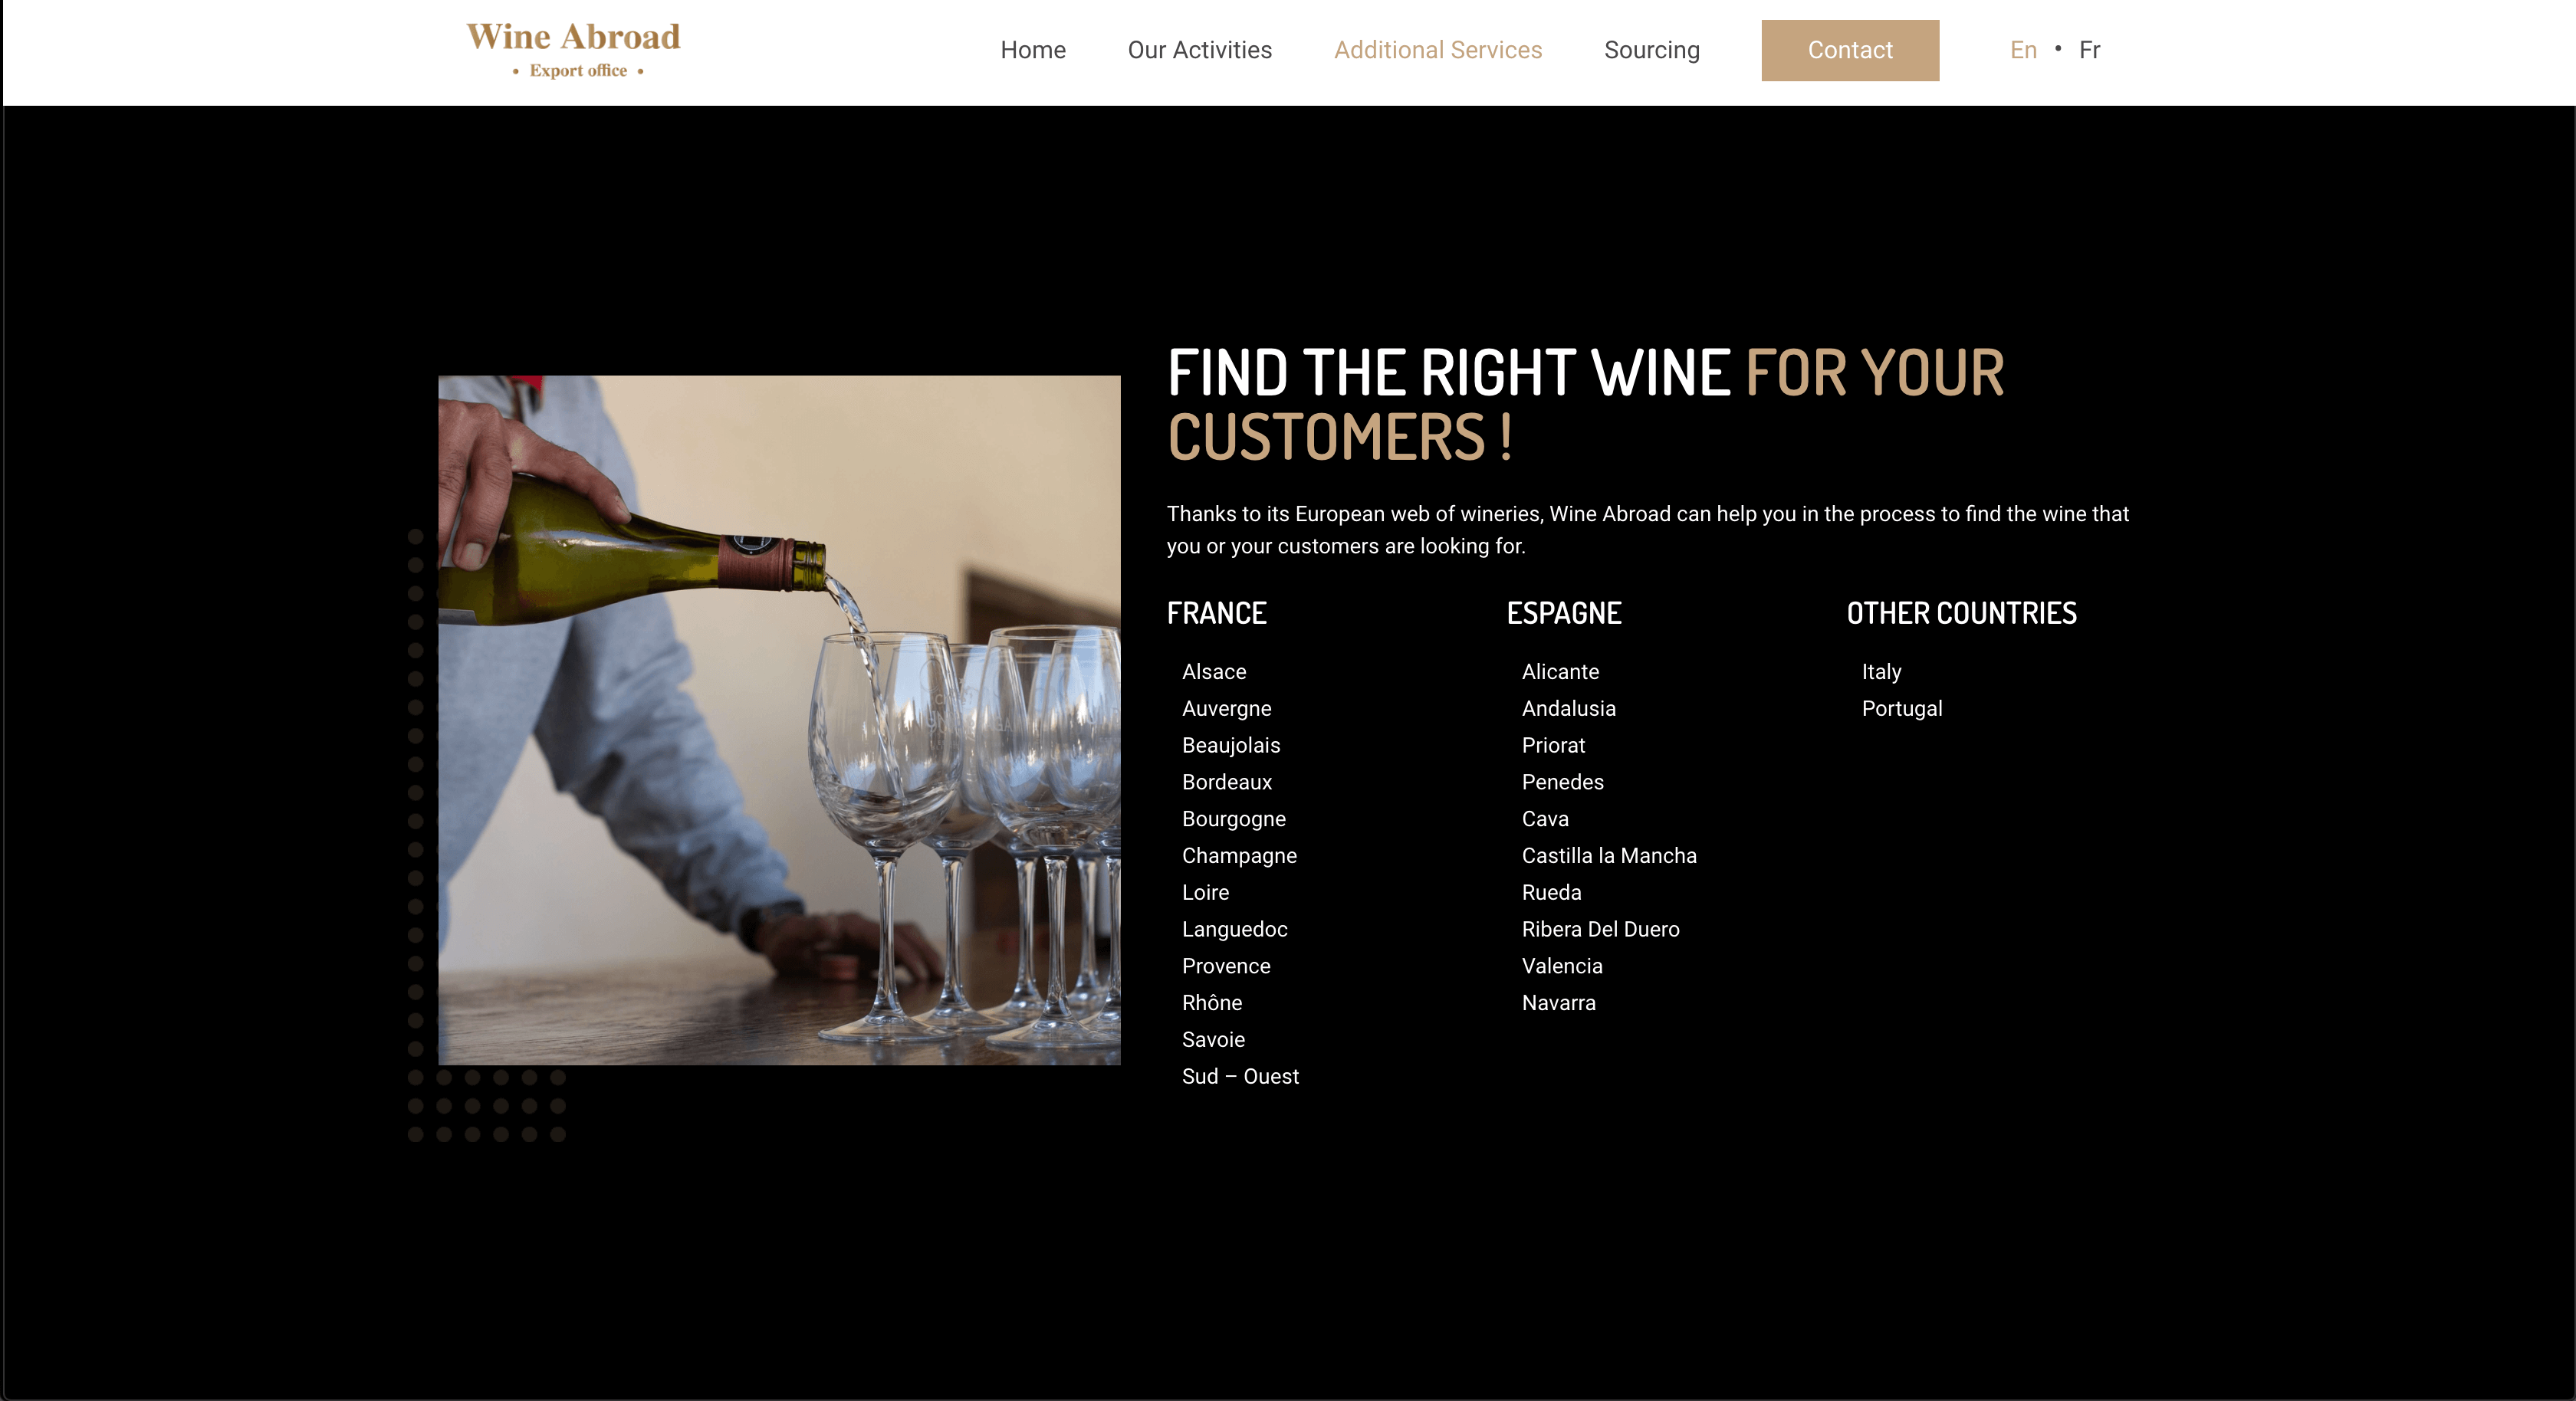 Wine Abroad
• Export office •
Home
Our Activities
Additional Services
Sourcing
Contact
En • Fr
FIND THE RIGHT WINE FOR YOUR
CUSTOMERS !
Thanks to its European web of wineries, Wine Abroad can help you in the process to find the wine that
you or your customers are looking for.
FRANCE
Alsace
Auvergne
Beaujolais
Bordeaux
Bourgogne
Champagne
Loire
Languedoc
Provence
Rhône
Savoie
Sud – Ouest
ESPAGNE
Alicante
Andalusia
Priorat
Penedes
Cava
Castilla la Mancha
Rueda
Ribera Del Duero
Valencia
Navarra
OTHER COUNTRIES
Italy
Portugal